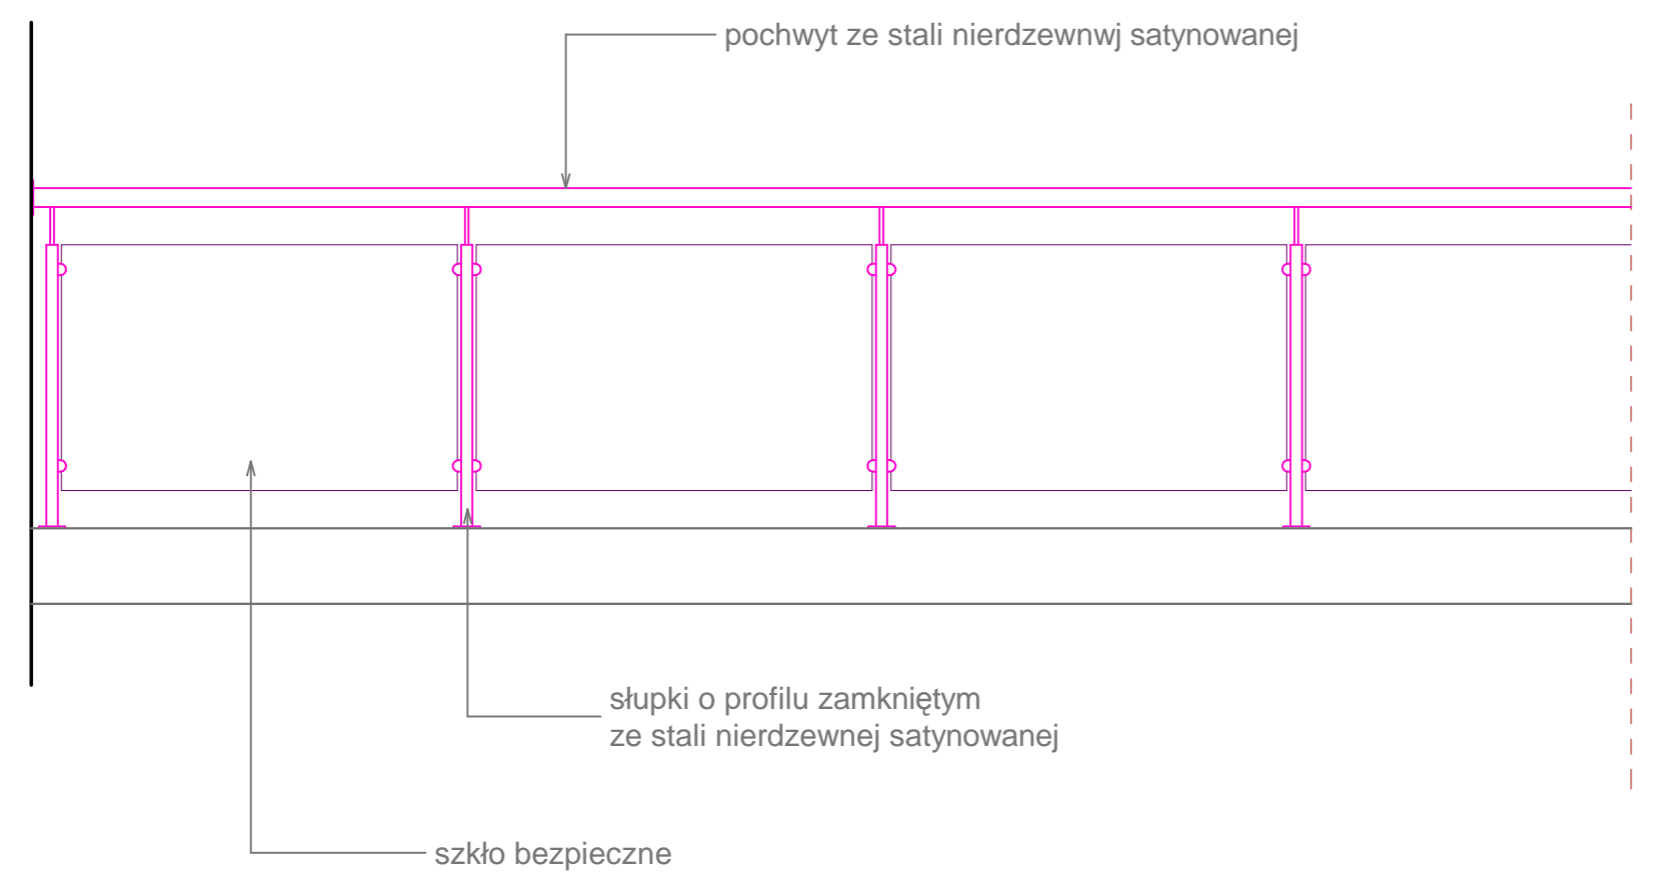 pochwyt ze stali nierdzewnwj satynowanej
słupki o profilu zamkniętym
ze stali nierdzewnej satynowanej
szkło bezpieczne